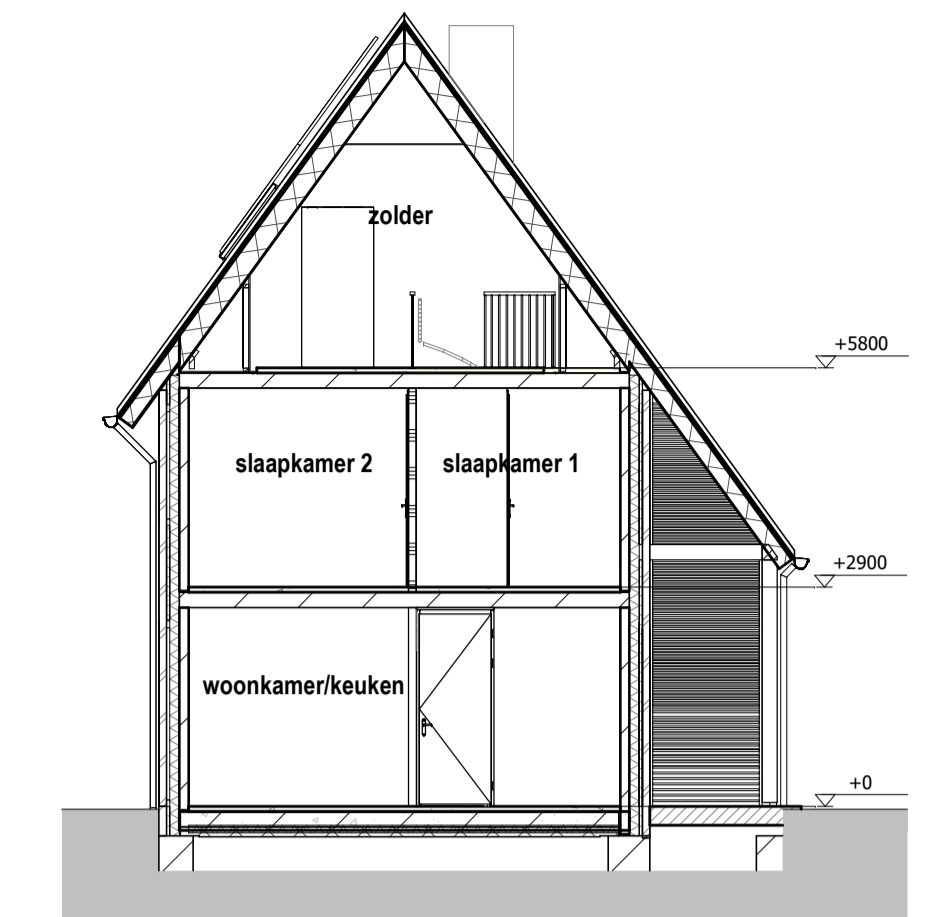 zolder
+5800
slaapkamer 2
slaapkamer 1
+2900
woonkamer/keuken
+0